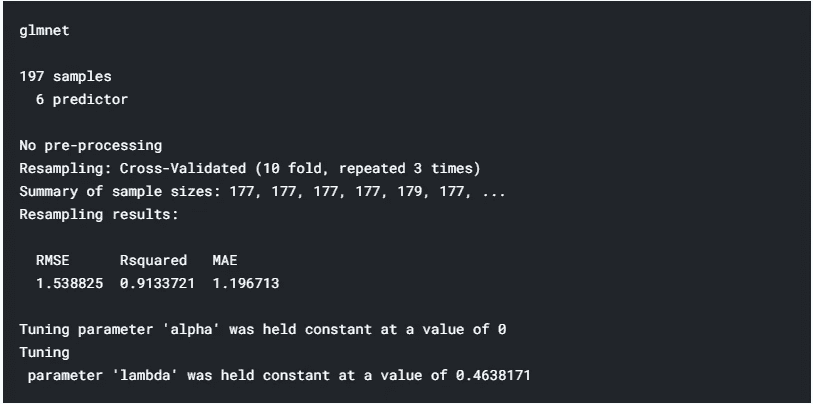 glmnet
197 samples
6 predictor
No pre-processing
Resampling: Cross-Validated (10 fold, repeated 3 times)
Summary of sample sizes: 177, 177, 177, 177, 179, 177, ...
Resampling results:
RMSE Rsquared MAE
1.538825 0.9133721 1.196713
Tuning parameter 'alpha' was held constant at a value of 0
Tuning
parameter 'lambda' was held constant at a value of 0.4638171